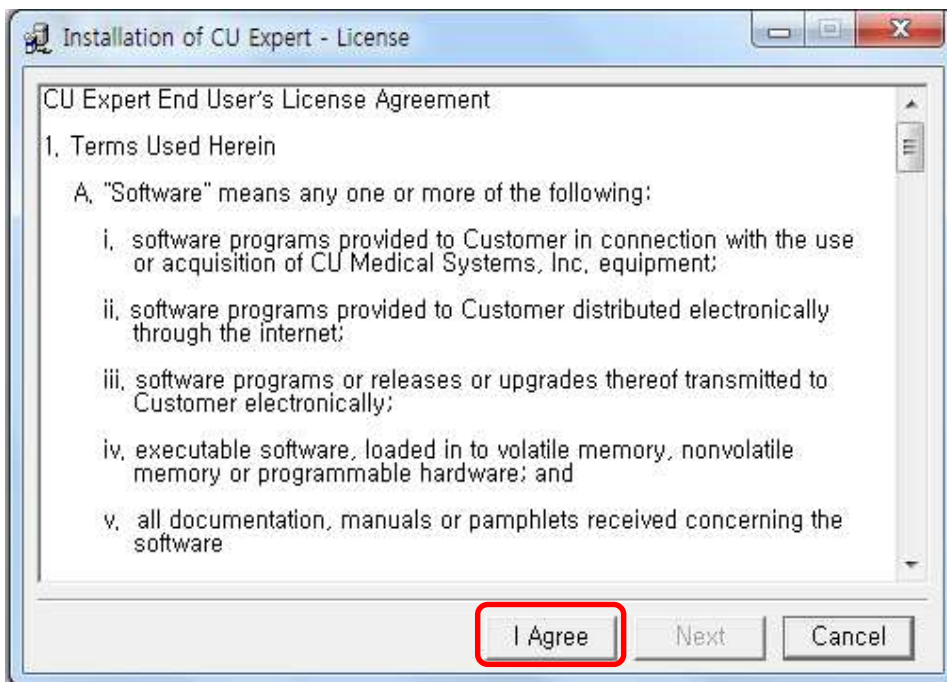 Installation of CU Expert - License
CU Expert End User's License Agreement
1. Terms Used Herein
A. "Software" means any one or more of the following:
i. software programs provided to Customer in connection with the use
or acquisition of CU Medical Systems, Inc. equipment;
ii. software programs provided to Customer distributed electronically
through the internet;
iii. software programs or releases or upgrades thereof transmitted to
Customer electronically;
iv. executable software, loaded in to volatile memory, nonvolatile
memory or programmable hardware; and
v. all documentation, manuals or pamphlets received concerning the
software
I Agree
Next
Cancel